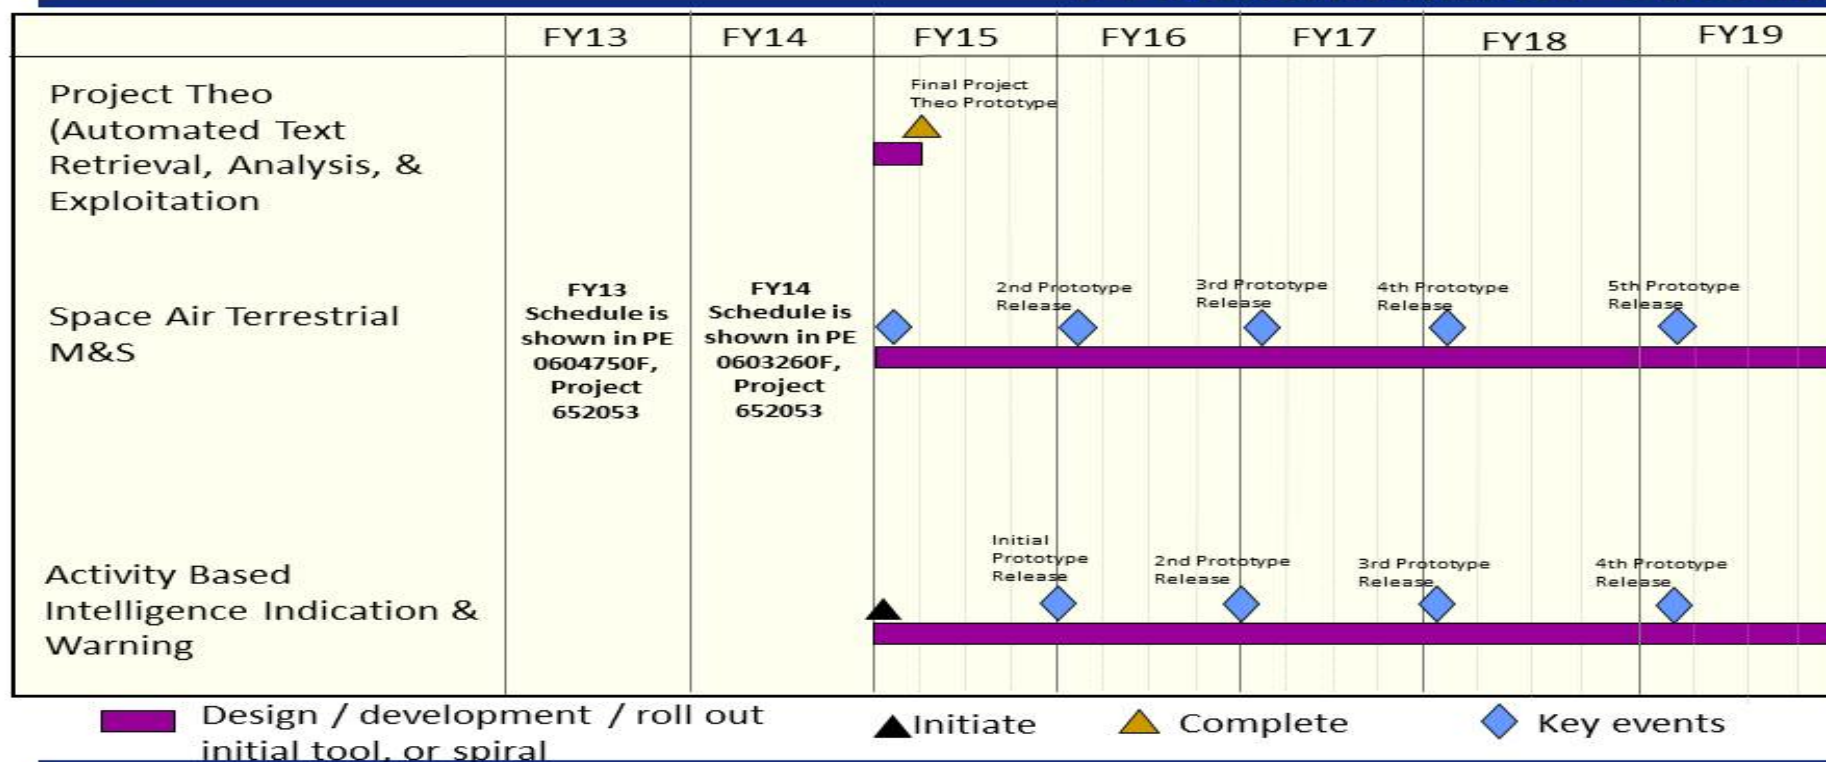 FY13 FY14 FY15 FY16 FY17 FY18 FY19
Project Theo
(Automated Text
Retrieval, Analysis, &
Exploitation
Final Project
Theo Prototype
Space Air Terrestrial
M&S
FY13
Schedule is
shown in PE
0604750F,
Project
652053
FY14
Schedule is
shown in PE
0603260F,
Project
652053
2nd Prototype
Release
3rd Prototype
Release
4th Prototype
Release
5th Prototype
Release
Activity Based
Intelligence Indication &
Warning
Initial
Prototype
Release
2nd Prototype
Release
3rd Prototype
Release
4th Prototype
Release
Design / development / roll out
initial tool, or spiral
Initiate
Complete
Key events